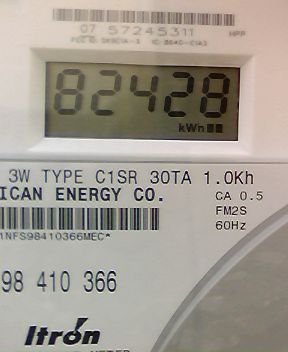 07 57245311
82428
kWh
3W TYPE C1SR 30TA 1.0Kh
ICAN ENERGY CO.
CA 0.5
FM2S
60Hz
1NFS98410366MEC*
98 410 366
Itron